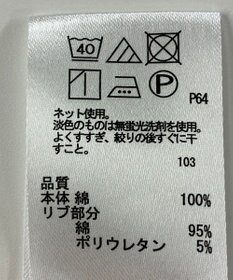 40
P
P64
ネット使用。
淡色のものは無蛍光洗剤を使用。
よくすすぎ、絞りの後すぐに干
すこと。
103
品質
本体 綿 100%
リブ部分
綿 95%
ポリウレタン 5%